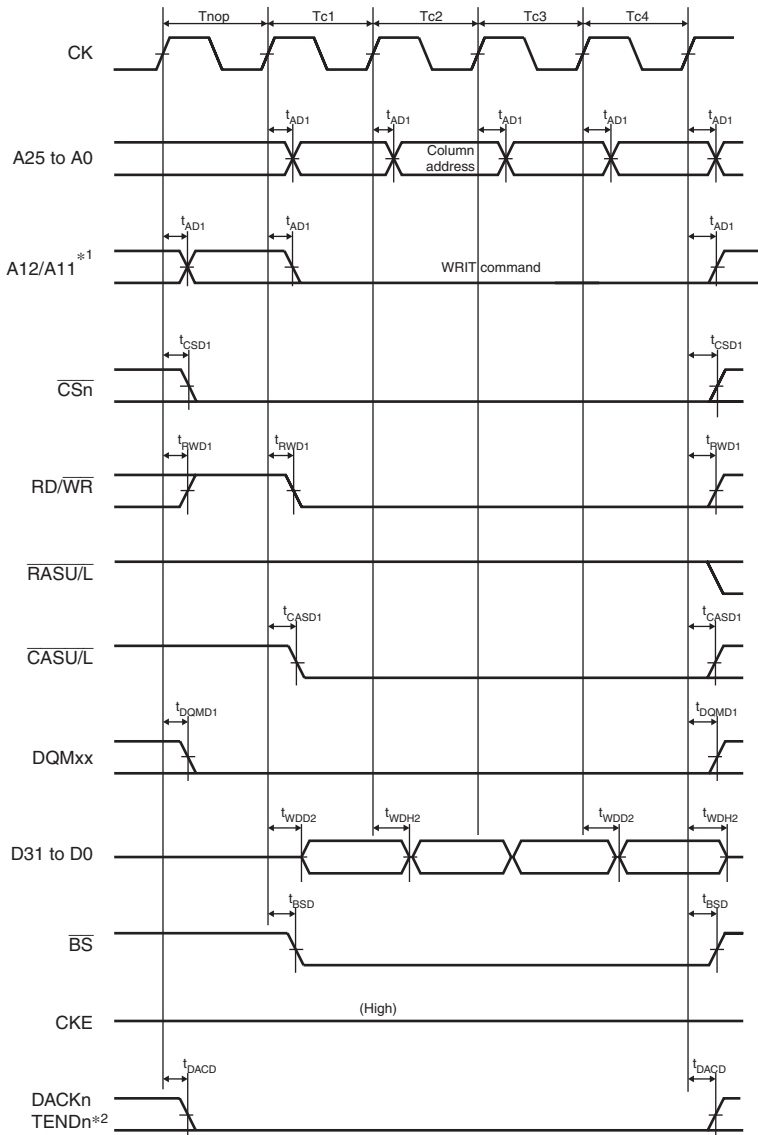 Tnop Tc1 Tc2 Tc3 Tc4
CK
tAD1 tAD1 tAD1 tAD1 tAD1
A25 to A0
Column
address
tAD1 tAD1 tAD1
A12/A11*1
WRIT command
tCSD1 tCSD1
CSn
tRWD1 tRWD1 tRWD1
RD/WR
RASU/L
tCASD1 tCASD1
CASU/L
tDQMD1 tDQMD1
DQMxx
tWDD2 tWDH2 tWDD2 tWDH2
D31 to D0
tBSD tBSD
BS
(High)
CKE
tDACD tDACD
DACKn
TENDn*2